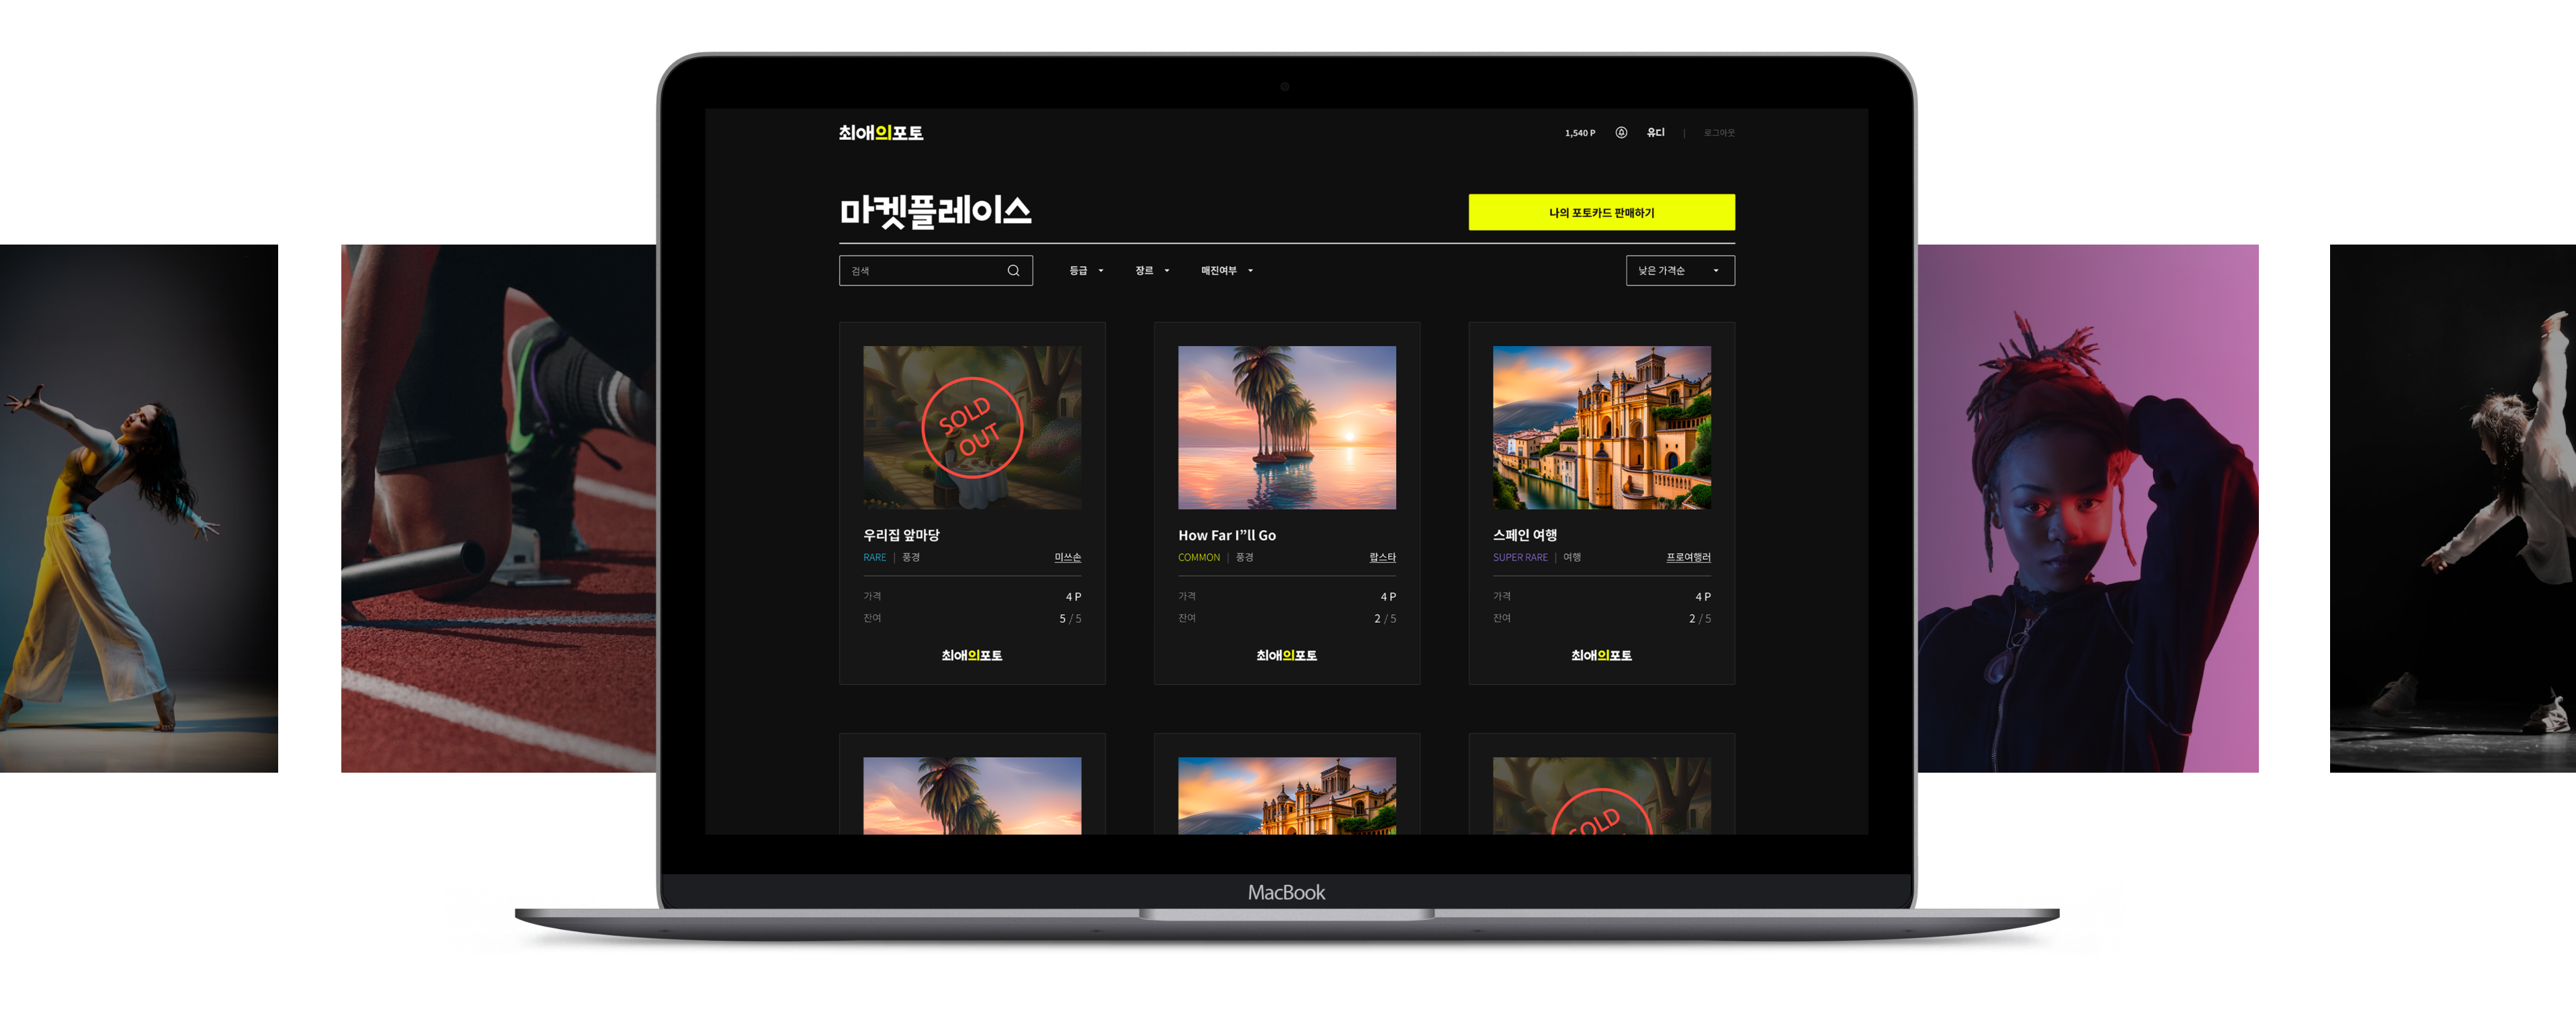 최애의포토
1,540 P 유디 | 로그아웃
마켓플레이스
나의 포토카드 판매하기
검색
등급 장르 매진여부
낮은 가격순
SOLD OUT
우리집 앞마당
RARE | 풍경 미쓰손
가격 4 P
잔여 5 / 5
최애의포토
How Far I”ll Go
COMMON | 풍경 랍스타
가격 4 P
잔여 2 / 5
최애의포토
스페인 여행
SUPER RARE | 여행 프로여행러
가격 4 P
잔여 2 / 5
최애의포토
SOLD
MacBook